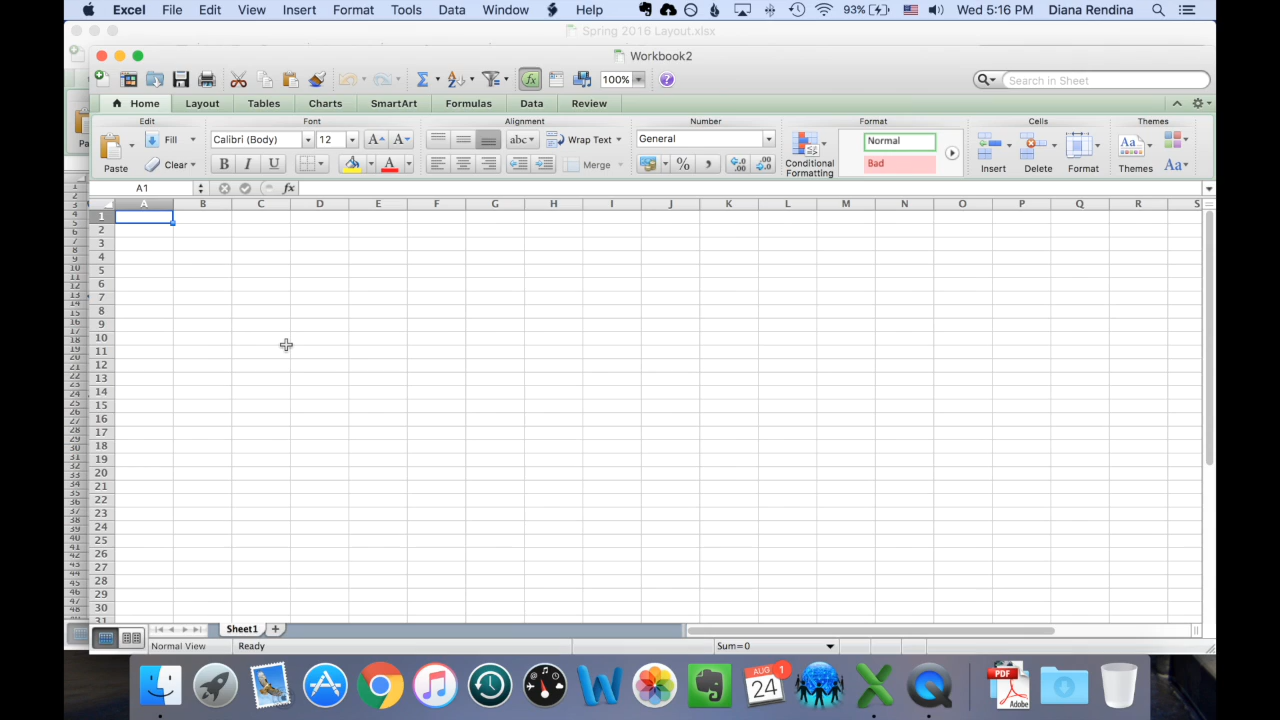 Excel File Edit View Insert Format Tools Data Window Help 93% Wed 5:16 PM Diana Rendina
Spring 2016 Layout.xlsx
Workbook2
100% Search in Sheet
Home Layout Tables Charts SmartArt Formulas Data Review
Edit Font Alignment Number Format Cells Themes
Fill Calibri (Body) 12 A A abc Wrap Text General Normal
Paste Clear B I U A Merge % , Conditional Formatting Bad Insert Delete Format Themes Aa
A1 fx
A B C D E F G H I J K L M N O P Q R S
1
2
3
4
5
6
7
8
9
10
11
12
13
14
15
16
17
18
19
20
21
22
23
24
25
26
27
28
29
30
31
Sheet1
Normal View Ready Sum=0
AUG 24 1 PDF Adobe